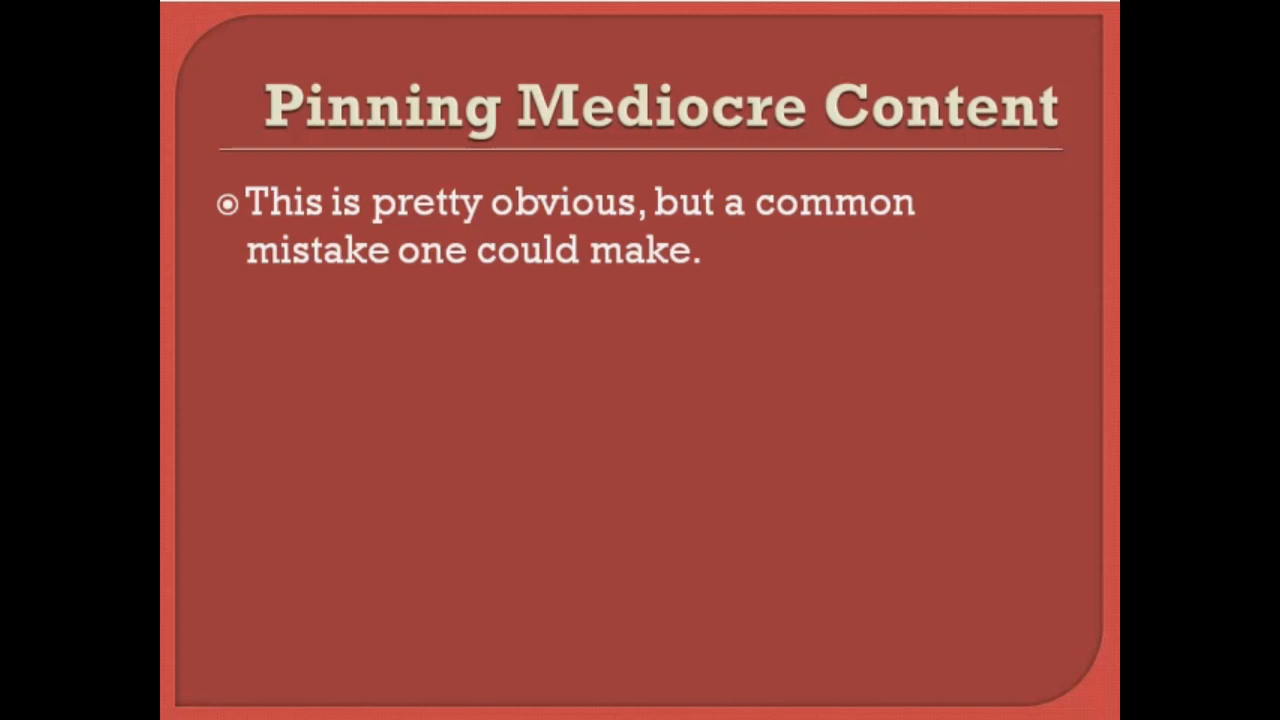 Pinning Mediocre Content
This is pretty obvious, but a common
mistake one could make.